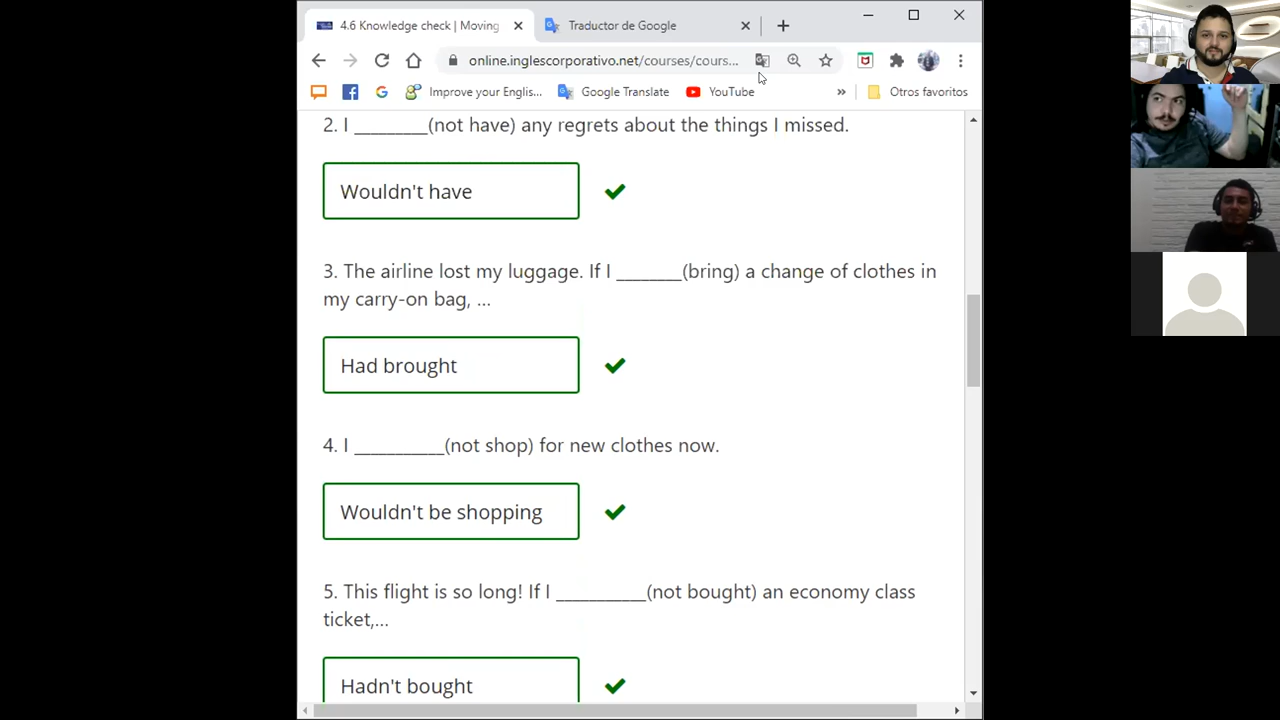 4.6 Knowledge check | Moving
Traductor de Google
online.inglescorporativo.net/courses/cours...
Improve your Englis...
Google Translate
YouTube
»
Otros favoritos
2. I ________(not have) any regrets about the things I missed.
Wouldn't have
3. The airline lost my luggage. If I _______(bring) a change of clothes in
my carry-on bag, ...
Had brought
4. I __________(not shop) for new clothes now.
Wouldn't be shopping
5. This flight is so long! If I __________(not bought) an economy class
ticket,...
Hadn't bought